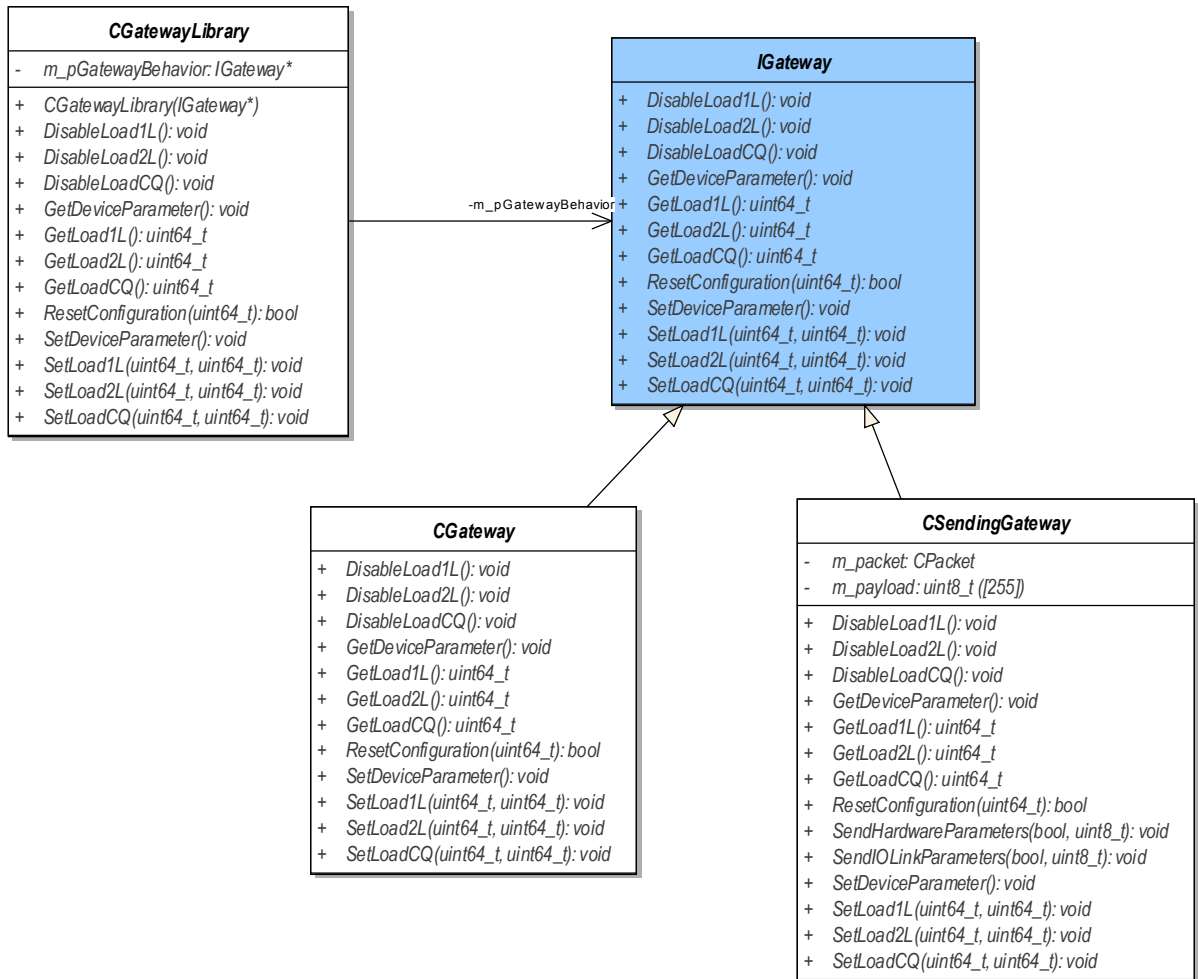 CGatewayLibrary
- m_pGatewayBehavior: IGateway*
+ CGatewayLibrary(IGateway*)
+ DisableLoad1L(): void
+ DisableLoad2L(): void
+ DisableLoadCQ(): void
+ GetDeviceParameter(): void
+ GetLoad1L(): uint64_t
+ GetLoad2L(): uint64_t
+ GetLoadCQ(): uint64_t
+ ResetConfiguration(uint64_t): bool
+ SetDeviceParameter(): void
+ SetLoad1L(uint64_t, uint64_t): void
+ SetLoad2L(uint64_t, uint64_t): void
+ SetLoadCQ(uint64_t, uint64_t): void
-m_pGatewayBehavior
IGateway
+ DisableLoad1L(): void
+ DisableLoad2L(): void
+ DisableLoadCQ(): void
+ GetDeviceParameter(): void
+ GetLoad1L(): uint64_t
+ GetLoad2L(): uint64_t
+ GetLoadCQ(): uint64_t
+ ResetConfiguration(uint64_t): bool
+ SetDeviceParameter(): void
+ SetLoad1L(uint64_t, uint64_t): void
+ SetLoad2L(uint64_t, uint64_t): void
+ SetLoadCQ(uint64_t, uint64_t): void
CGateway
+ DisableLoad1L(): void
+ DisableLoad2L(): void
+ DisableLoadCQ(): void
+ GetDeviceParameter(): void
+ GetLoad1L(): uint64_t
+ GetLoad2L(): uint64_t
+ GetLoadCQ(): uint64_t
+ ResetConfiguration(uint64_t): bool
+ SetDeviceParameter(): void
+ SetLoad1L(uint64_t, uint64_t): void
+ SetLoad2L(uint64_t, uint64_t): void
+ SetLoadCQ(uint64_t, uint64_t): void
CSendingGateway
- m_packet: CPacket
- m_payload: uint8_t ([255])
+ DisableLoad1L(): void
+ DisableLoad2L(): void
+ DisableLoadCQ(): void
+ GetDeviceParameter(): void
+ GetLoad1L(): uint64_t
+ GetLoad2L(): uint64_t
+ GetLoadCQ(): uint64_t
+ ResetConfiguration(uint64_t): bool
+ SendHardwareParameters(bool, uint8_t): void
+ SendIOLinkParameters(bool, uint8_t): void
+ SetDeviceParameter(): void
+ SetLoad1L(uint64_t, uint64_t): void
+ SetLoad2L(uint64_t, uint64_t): void
+ SetLoadCQ(uint64_t, uint64_t): void